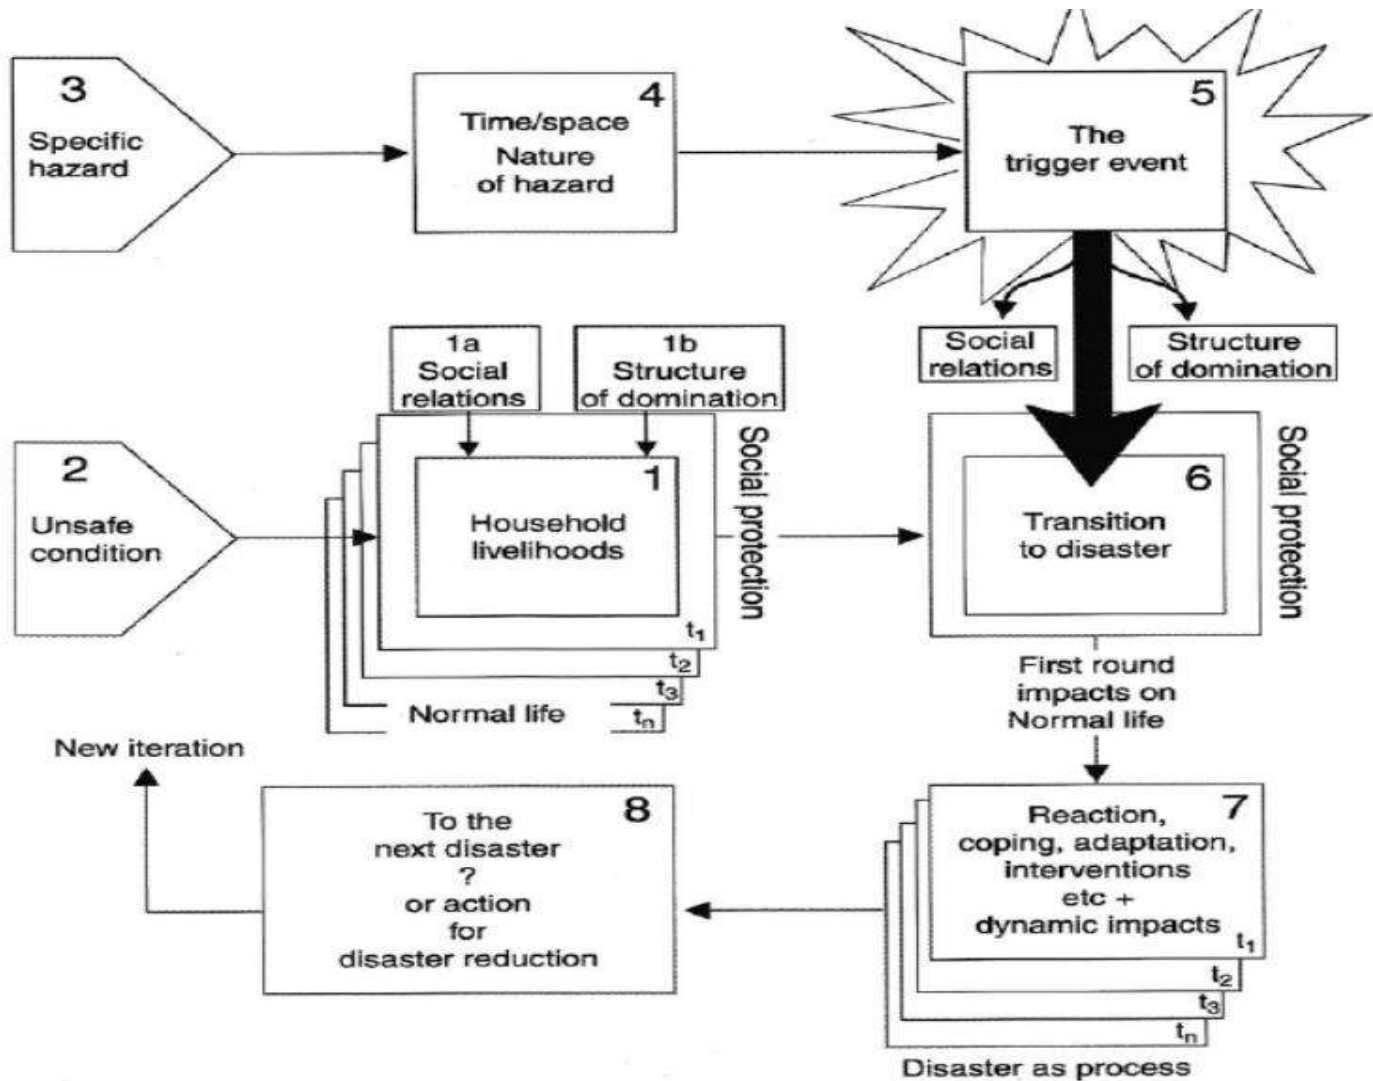 3
Specific
hazard
4
Time/space
Nature
of hazard
5
The
trigger event
Social
relations
Structure
of domination
1a
Social
relations
1b
Structure
of domination
2
Unsafe
condition
1
Household
livelihoods
Social protection
t1
t2
t3
tn
Normal life
6
Transition
to disaster
Social protection
First round
impacts on
Normal life
7
Reaction,
coping, adaptation,
interventions
etc +
dynamic impacts
t1
t2
t3
tn
Disaster as process
8
To the
next disaster
?
or action
for
disaster reduction
New iteration